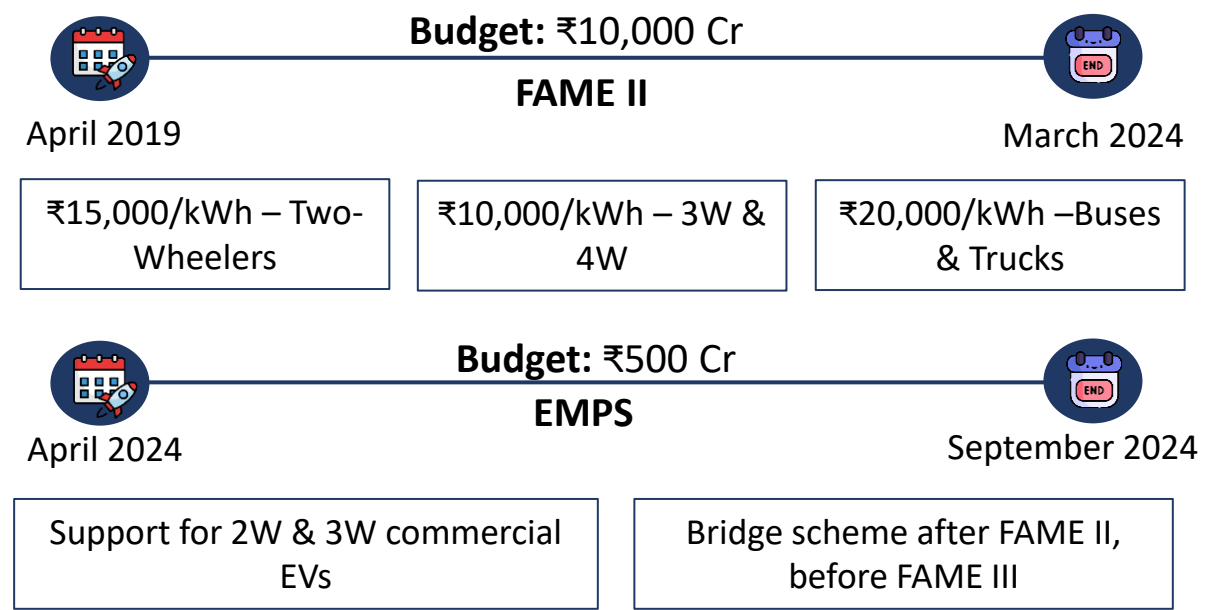 Budget: ₹10,000 Cr
END
FAME II
April 2019
March 2024
₹15,000/kWh – Two-
Wheelers
₹10,000/kWh – 3W &
4W
₹20,000/kWh –Buses
& Trucks
Budget: ₹500 Cr
END
EMPS
April 2024
September 2024
Support for 2W & 3W commercial
EVs
Bridge scheme after FAME II,
before FAME III